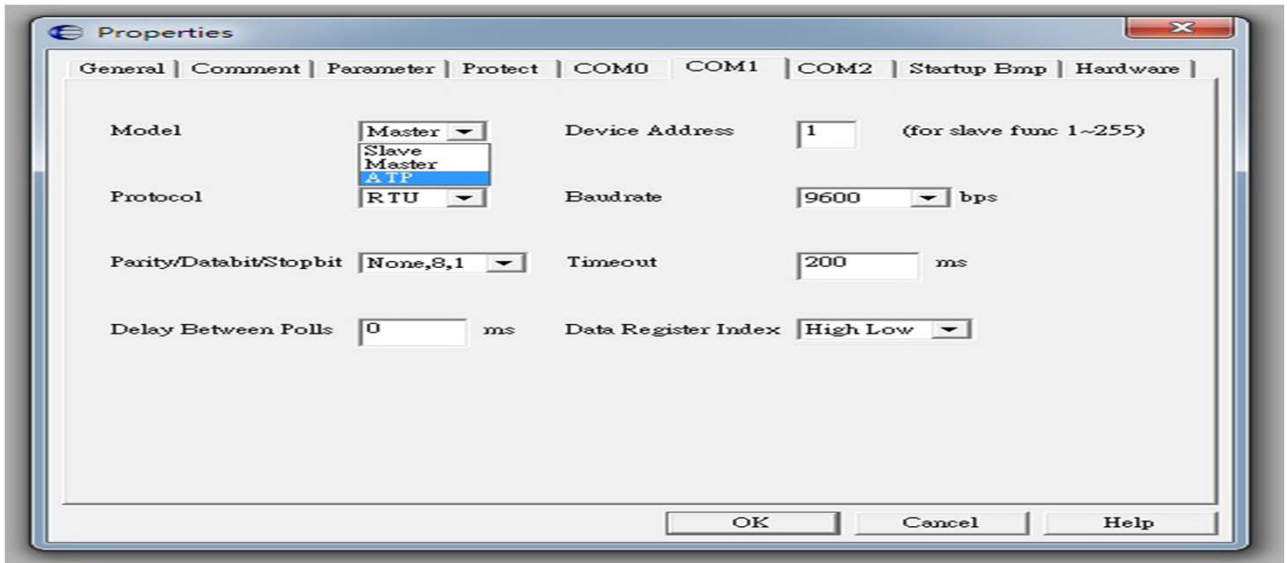 Properties
General Comment Parameter Protect COM0 COM1 COM2 Startup Bmp Hardware
Model Master Device Address 1 (for slave func 1~255)
Slave
Master
ATP
Protocol RTU Baudrate 9600 bps
Parity/Databit/Stopbit None,8,1 Timeout 200 ms
Delay Between Polls 0 ms Data Register Index High Low
OK Cancel Help